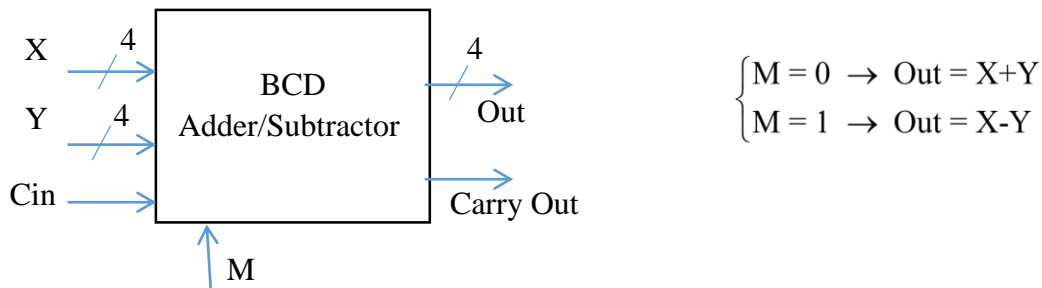 X
4
Y
4
Cin
BCD
Adder/Subtractor
4
Out
Carry Out
M
M = 0 → Out = X+Y
M = 1 → Out = X-Y